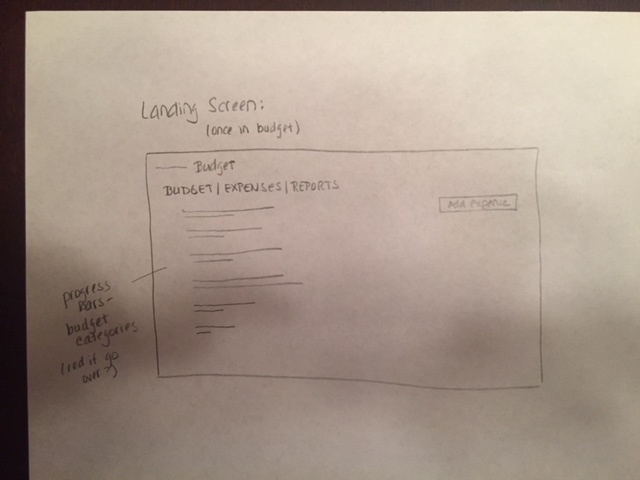 Landing Screen:
(once in budget)
Budget
BUDGET | EXPENSES | REPORTS
Add expense
progress
bars-
budget
categories
(red if go
over)